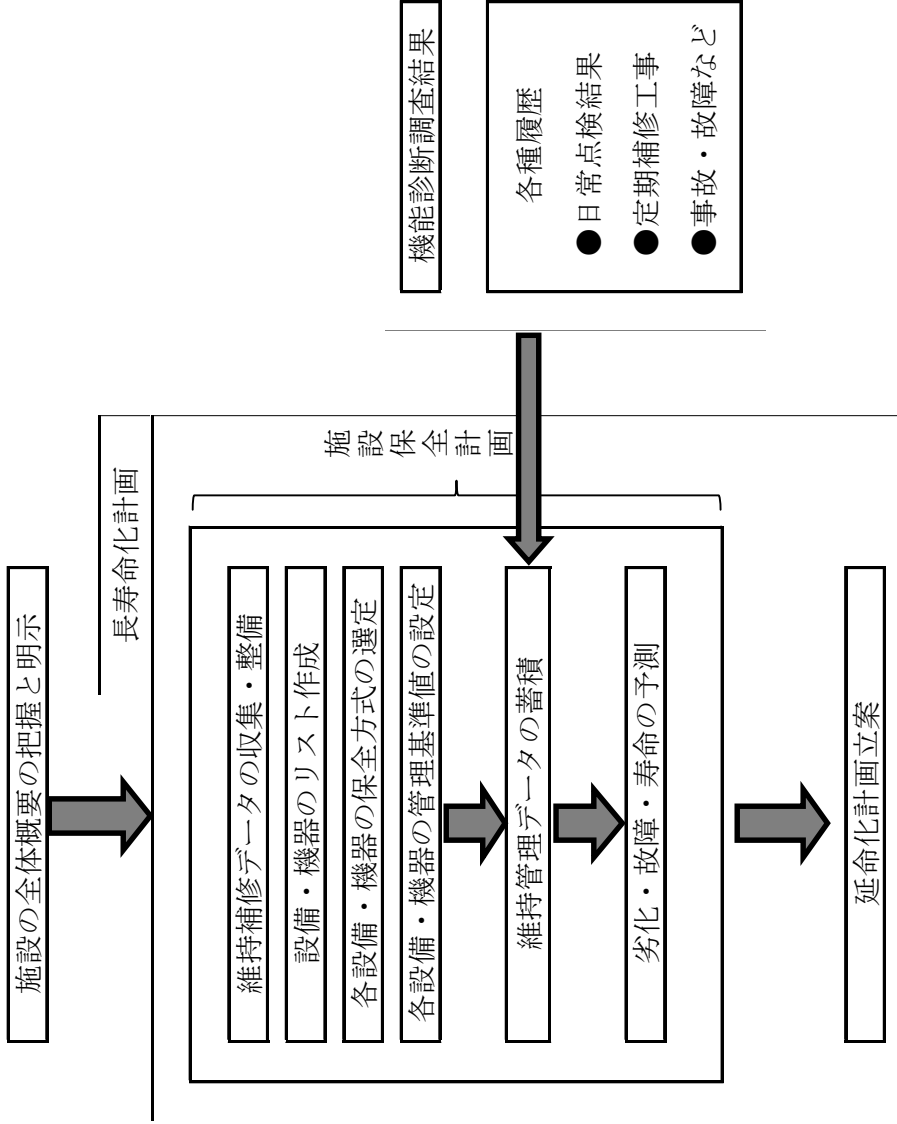 施設の全体概要の把握と明示
長寿命化計画
施設保全計画
維持補修データの収集・整備
設備・機器のリスト作成
各設備・機器の保全方式の選定
各設備・機器の管理基準値の設定
維持管理データの蓄積
劣化・故障・寿命の予測
延命化計画立案
機能診断調査結果
各種履歴
●日常点検結果
●定期補修工事
●事故・故障など